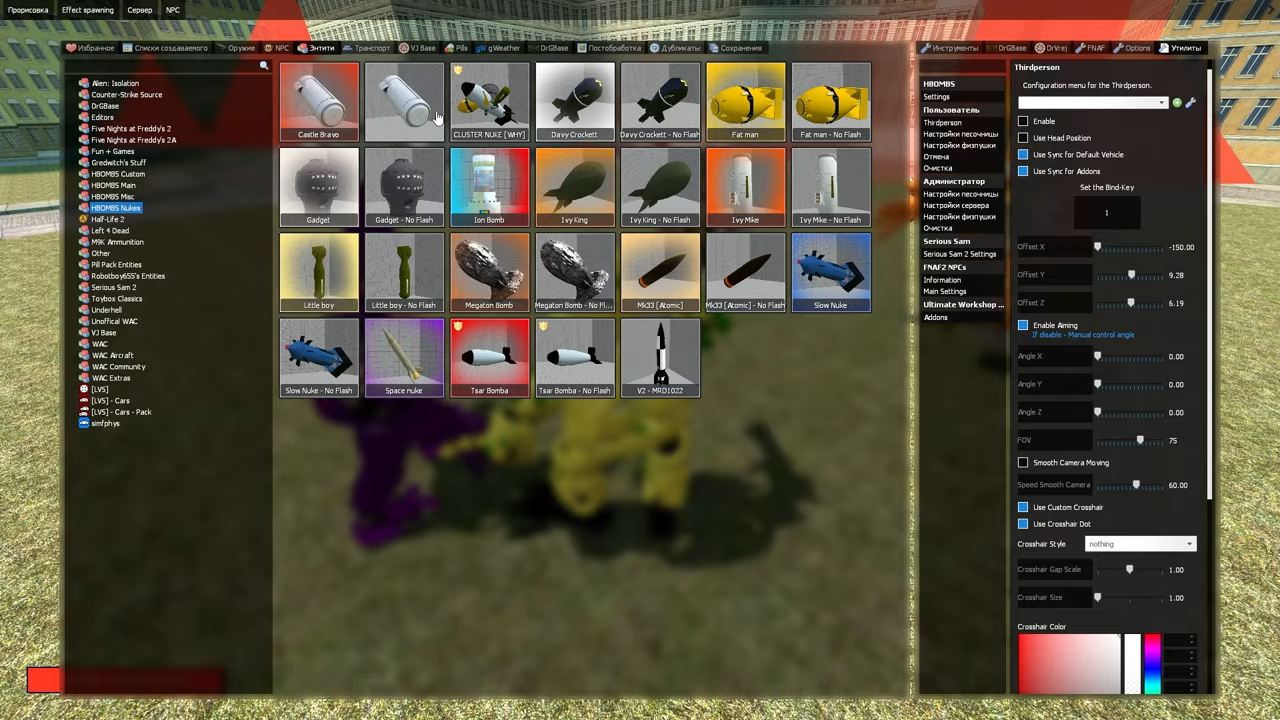 Прорисовка
Effect spawning
Сервер
NPC
Избранное
Списки создаваемого
Оружие
NPC
Энтити
Транспорт
VJ Base
Pills
gWeather
DrGBase
Постобработка
Дубликаты
Сохранения
Alien: Isolation
Counter-Strike Source
DrGBase
Editors
Five Nights at Freddy's 2
Five Nights at Freddy's 2A
Fun + Games
Gredwitch's Stuff
HBOMBS Custom
HBOMBS Main
HBOMBS Misc
HBOMBS Nukes
Half-Life 2
Left 4 Dead
M9K Ammunition
Other
Pill Pack Entities
Robotboy655's Entities
Serious Sam 2
Toybox Classics
Underhell
Unoffical WAC
VJ Base
WAC
WAC Aircraft
WAC Community
WAC Extras
[LVS]
[LVS] - Cars
[LVS] - Cars - Pack
simfphys
Castle Bravo
CLUSTER NUKE [WHY]
Davy Crockett
Davy Crockett - No Flash
Fat man
Fat man - No Flash
Gadget
Gadget - No Flash
Ion Bomb
Ivy King
Ivy King - No Flash
Ivy Mike
Ivy Mike - No Flash
Little boy
Little boy - No Flash
Megaton Bomb
Megaton Bomb - No Fl...
Mk33 [Atomic]
Mk33 [Atomic] - No Flash
Slow Nuke
Slow Nuke - No Flash
Space nuke
Tsar Bomba
Tsar Bomba - No Flash
V2 - MRD1022
Инструменты
DrGBase
DrVrej
FNAF
Options
Утилиты
HBOMBS
Settings
Пользователь
Thirdperson
Настройки песочницы
Настройки физпушки
Отмена
Очистка
Администратор
Настройки песочницы
Настройки сервера
Настройки физпушки
Очистка
Serious Sam
Serious Sam 2 Settings
FNAF2 NPCs
Information
Main Settings
Ultimate Workshop ...
Addons
Thirdperson
Configuration menu for the Thirdperson.
Enable
Use Head Position
Use Sync for Default Vehicle
Use Sync for Addons
Set the Bind-Key
1
Offset X -150.00
Offset Y 9.28
Offset Z 6.19
Enable Aiming
If disable - Manual control angle
Angle X 0.00
Angle Y 0.00
Angle Z 0.00
FOV 75
Smooth Camera Moving
Speed Smooth Camera 60.00
Use Custom Crosshair
Use Crosshair Dot
Crosshair Style nothing
Crosshair Gap Scale 1.00
Crosshair Size 1.00
Crosshair Color